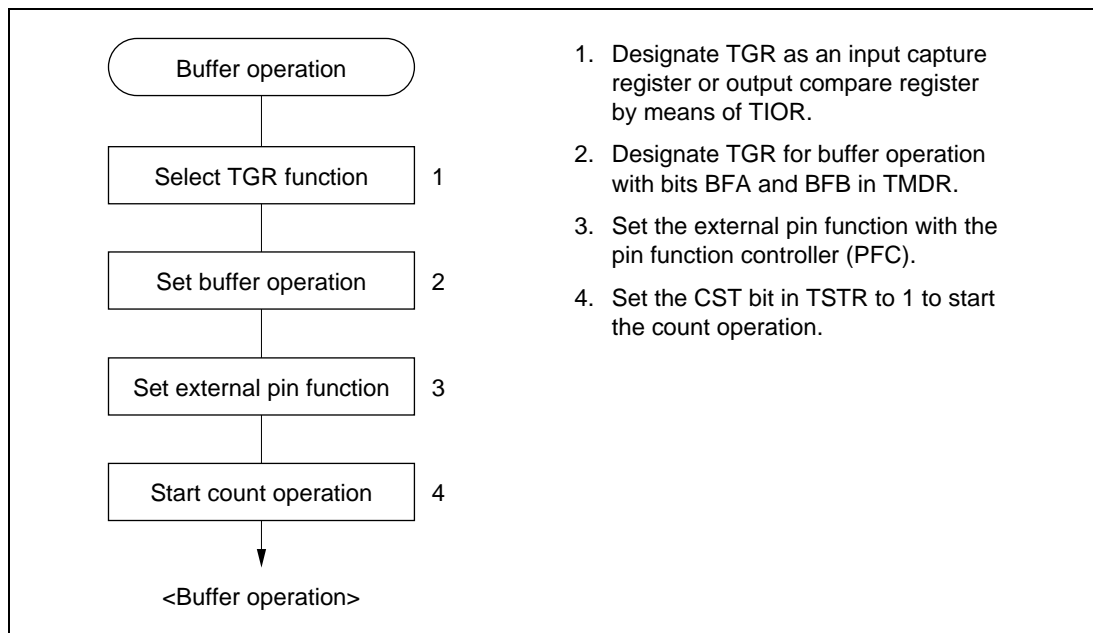 Buffer operation
Select TGR function 1
Set buffer operation 2
Set external pin function 3
Start count operation 4
<Buffer operation>
1. Designate TGR as an input capture
register or output compare register
by means of TIOR.
2. Designate TGR for buffer operation
with bits BFA and BFB in TMDR.
3. Set the external pin function with the
pin function controller (PFC).
4. Set the CST bit in TSTR to 1 to start
the count operation.